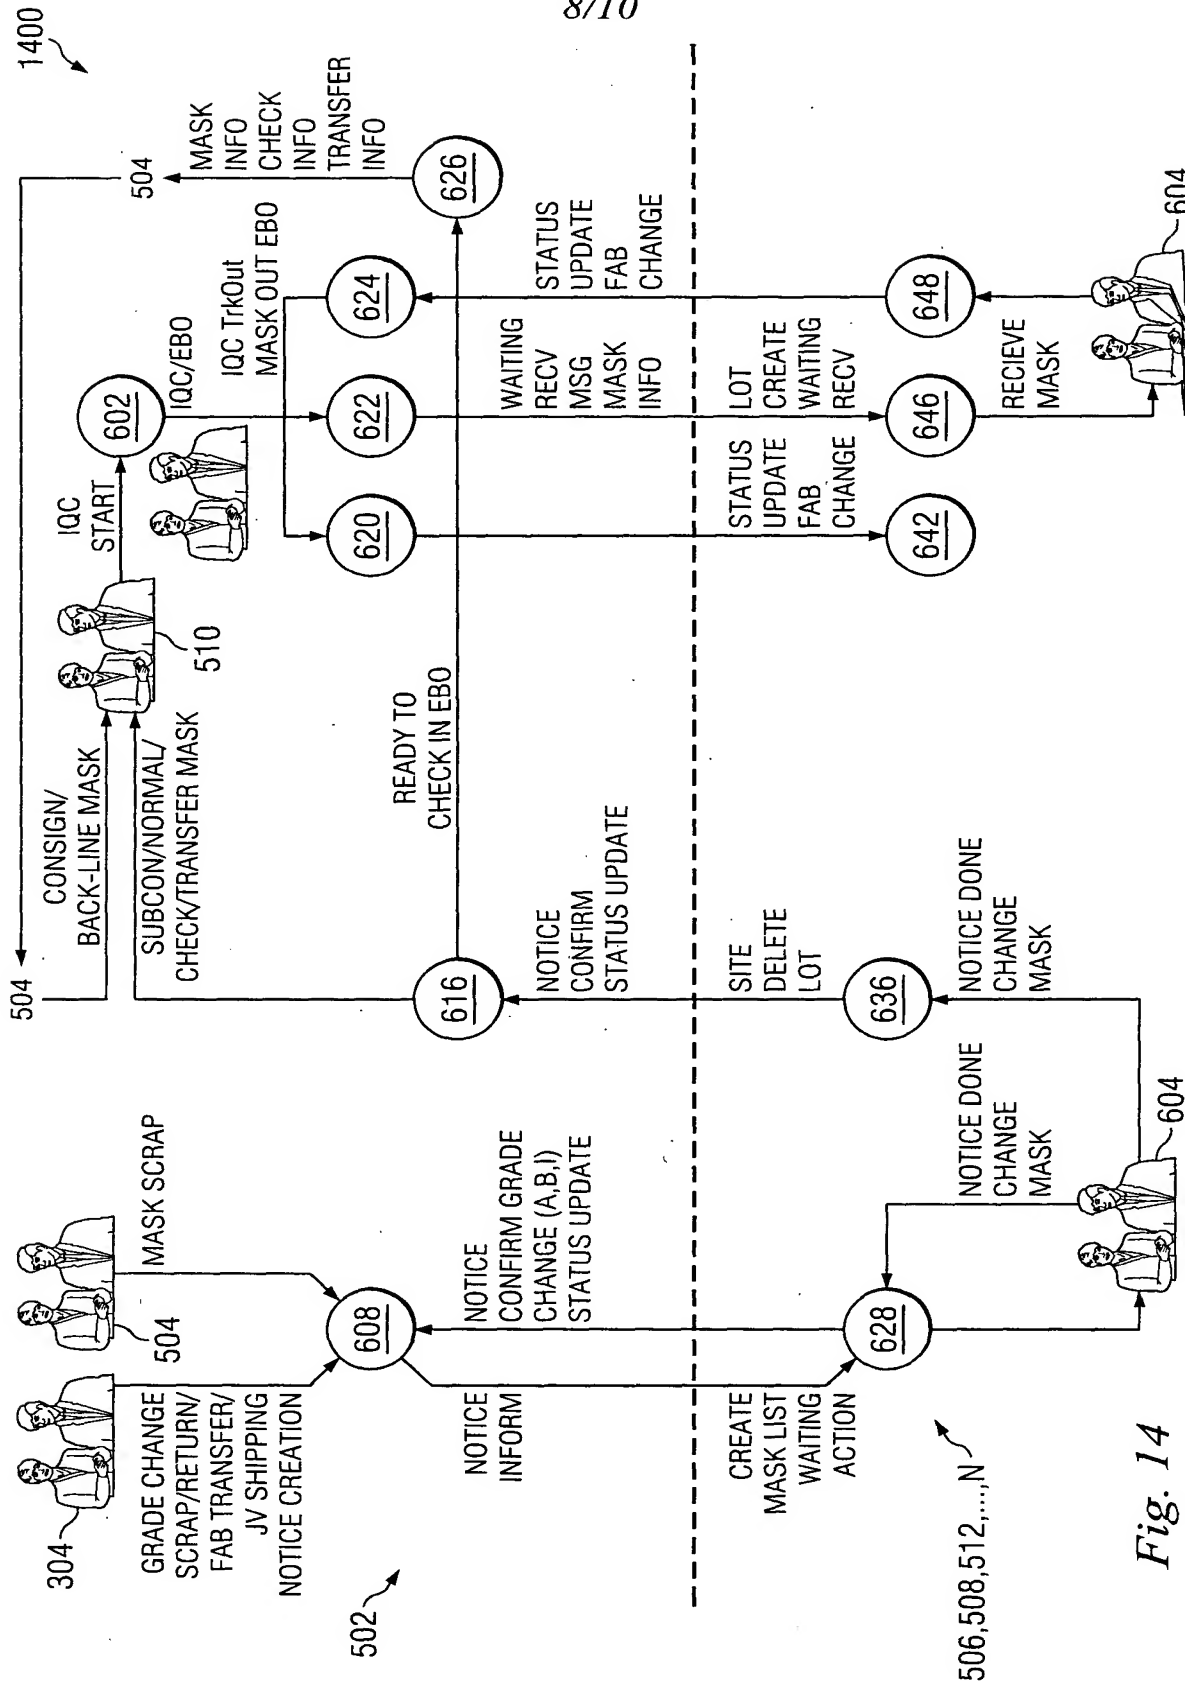 8/10
1400
304
504
GRADE CHANGE
SCRAP/RETURN/
FAB TRANSFER/
JV SHIPPING
NOTICE CREATION
MASK SCRAP
608
502
NOTICE
INFORM
NOTICE
CONFIRM GRADE
CHANGE (A,B,I)
STATUS UPDATE
504
CONSIGN/
BACK-LINE MASK
SUBCON/NORMAL/
CHECK/TRANSFER MASK
616
NOTICE
CONFIRM
STATUS UPDATE
READY TO
CHECK IN EBO
510
IQC
START
602
IQC/EBO
IQC TrkOut
MASK OUT EBO
620
622
624
626
504
MASK
INFO
CHECK
INFO
TRANSFER
INFO
WAITING
RECV
MSG
MASK
INFO
STATUS
UPDATE
FAB
CHANGE
CREATE
MASK LIST
WAITING
ACTION
628
SITE
DELETE
LOT
636
STATUS
UPDATE
FAB
CHANGE
642
LOT
CREATE
WAITING
RECV
646
648
NOTICE DONE
CHANGE
MASK
NOTICE DONE
CHANGE
MASK
604
RECIEVE
MASK
604
506,508,512,...,N
Fig. 14